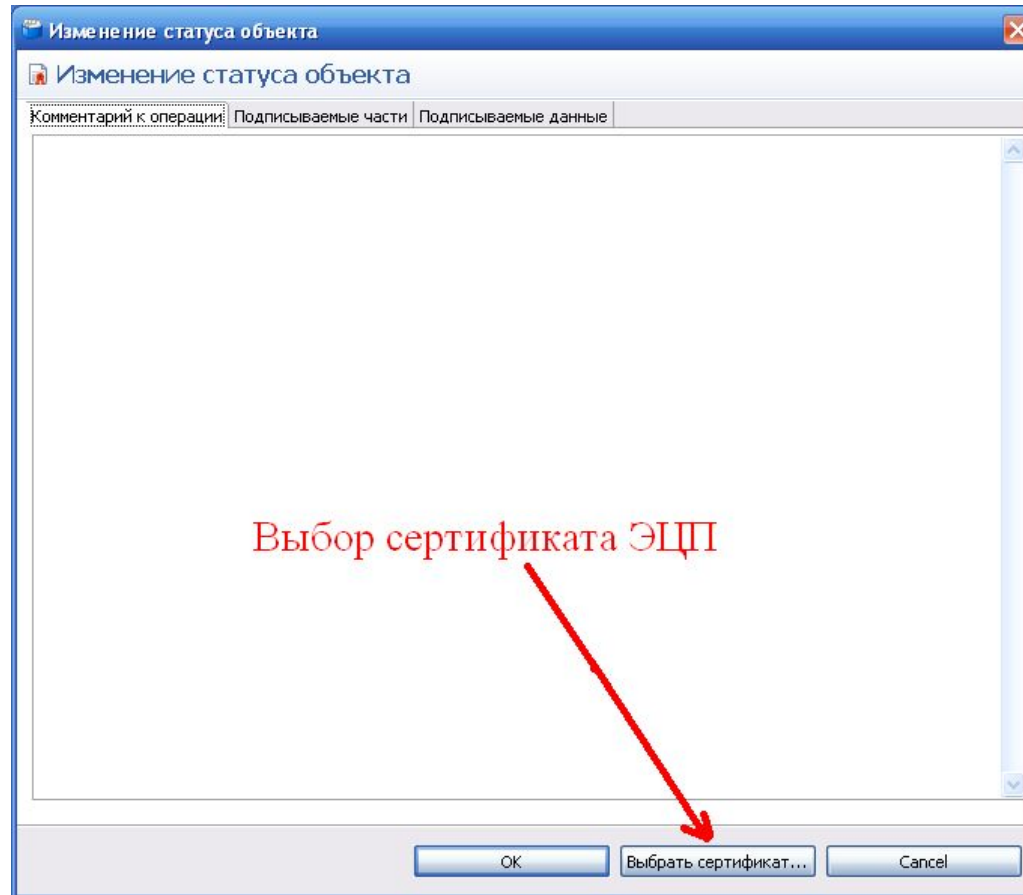 Изменение статуса объекта
Изменение статуса объекта
Комментарий к операции Подписываемые части Подписываемые данные
Выбор сертификата ЭЦП
OK Выбрать сертификат... Cancel